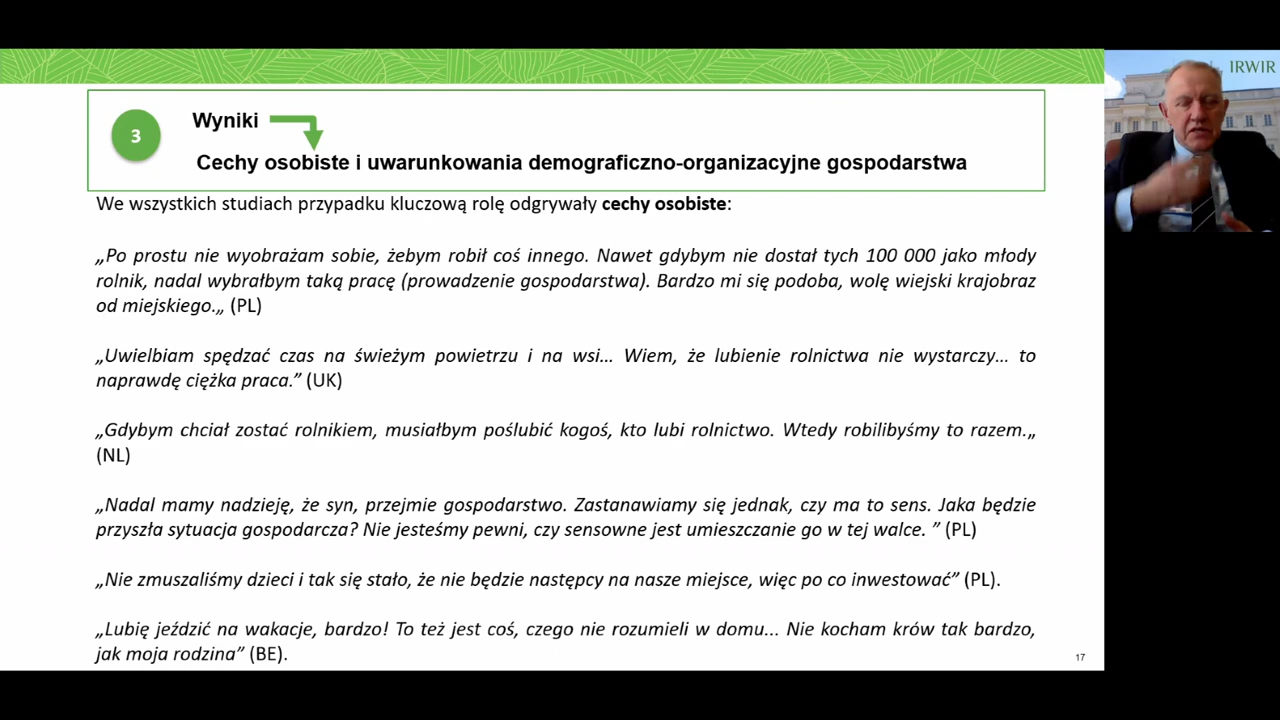 IRWIR
3
Wyniki
Cechy osobiste i uwarunkowania demograficzno-organizacyjne gospodarstwa
We wszystkich studiach przypadku kluczową rolę odgrywały cechy osobiste:
„Po prostu nie wyobrażam sobie, żebym robił coś innego. Nawet gdybym nie dostał tych 100 000 jako młody
rolnik, nadal wybrałbym taką pracę (prowadzenie gospodarstwa). Bardzo mi się podoba, wolę wiejski krajobraz
od miejskiego.„ (PL)
„Uwielbiam spędzać czas na świeżym powietrzu i na wsi... Wiem, że lubienie rolnictwa nie wystarczy... to
naprawdę ciężka praca.” (UK)
„Gdybym chciał zostać rolnikiem, musiałbym poślubić kogoś, kto lubi rolnictwo. Wtedy robilibyśmy to razem.„
(NL)
„Nadal mamy nadzieję, że syn, przejmie gospodarstwo. Zastanawiamy się jednak, czy ma to sens. Jaka będzie
przyszła sytuacja gospodarcza? Nie jesteśmy pewni, czy sensowne jest umieszczanie go w tej walce. ” (PL)
„Nie zmuszaliśmy dzieci i tak się stało, że nie będzie następcy na nasze miejsce, więc po co inwestować” (PL).
„Lubię jeździć na wakacje, bardzo! To też jest coś, czego nie rozumieli w domu... Nie kocham krów tak bardzo,
jak moja rodzina” (BE).
17